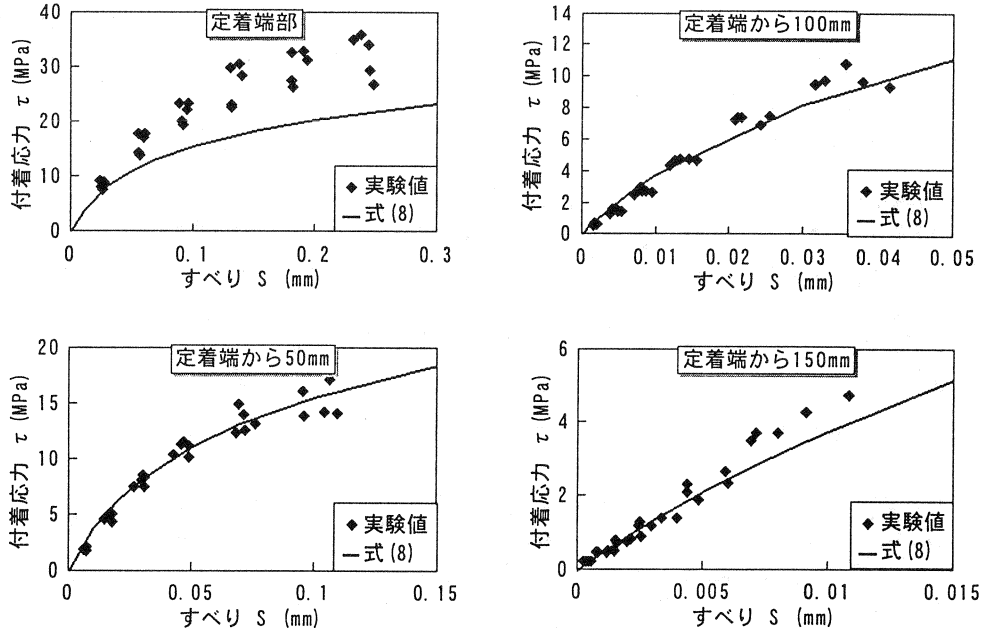 定着端部
付着応力 τ (MPa)
40
30
20
10
0
◆ 実験値
— 式(8)
0 0.1 0.2 0.3
すべり S (mm)
定着端から100mm
付着応力 τ (MPa)
14
12
10
8
6
4
2
0
◆ 実験値
— 式(8)
0 0.01 0.02 0.03 0.04 0.05
すべり S (mm)
定着端から50mm
付着応力 τ (MPa)
20
15
10
5
0
◆ 実験値
— 式(8)
0 0.05 0.1 0.15
すべり S (mm)
定着端から150mm
付着応力 τ (MPa)
6
4
2
0
◆ 実験値
— 式(8)
0 0.005 0.01 0.015
すべり S (mm)